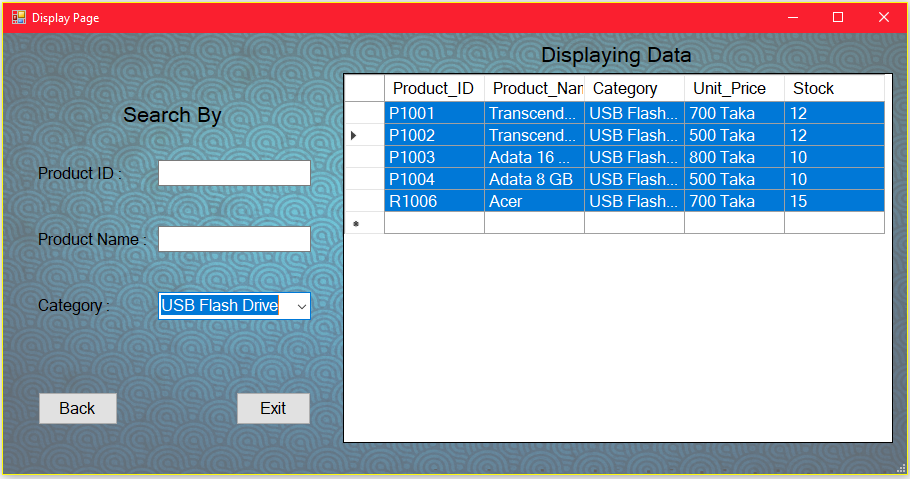 Display Page
Displaying Data
Search By
Product ID :
Product Name :
Category : USB Flash Drive
Back Exit
Product_ID Product_Nam Category Unit_Price Stock
P1001 Transcend... USB Flash... 700 Taka 12
P1002 Transcend... USB Flash... 500 Taka 12
P1003 Adata 16 ... USB Flash... 800 Taka 10
P1004 Adata 8 GB USB Flash... 500 Taka 10
R1006 Acer USB Flash... 700 Taka 15